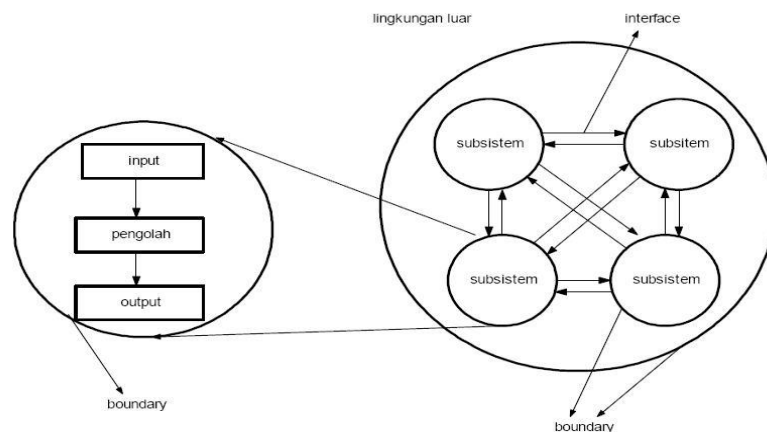 lingkungan luar
interface
subsistem
subsitem
input
pengolah
output
subsistem
subsistem
boundary
boundary